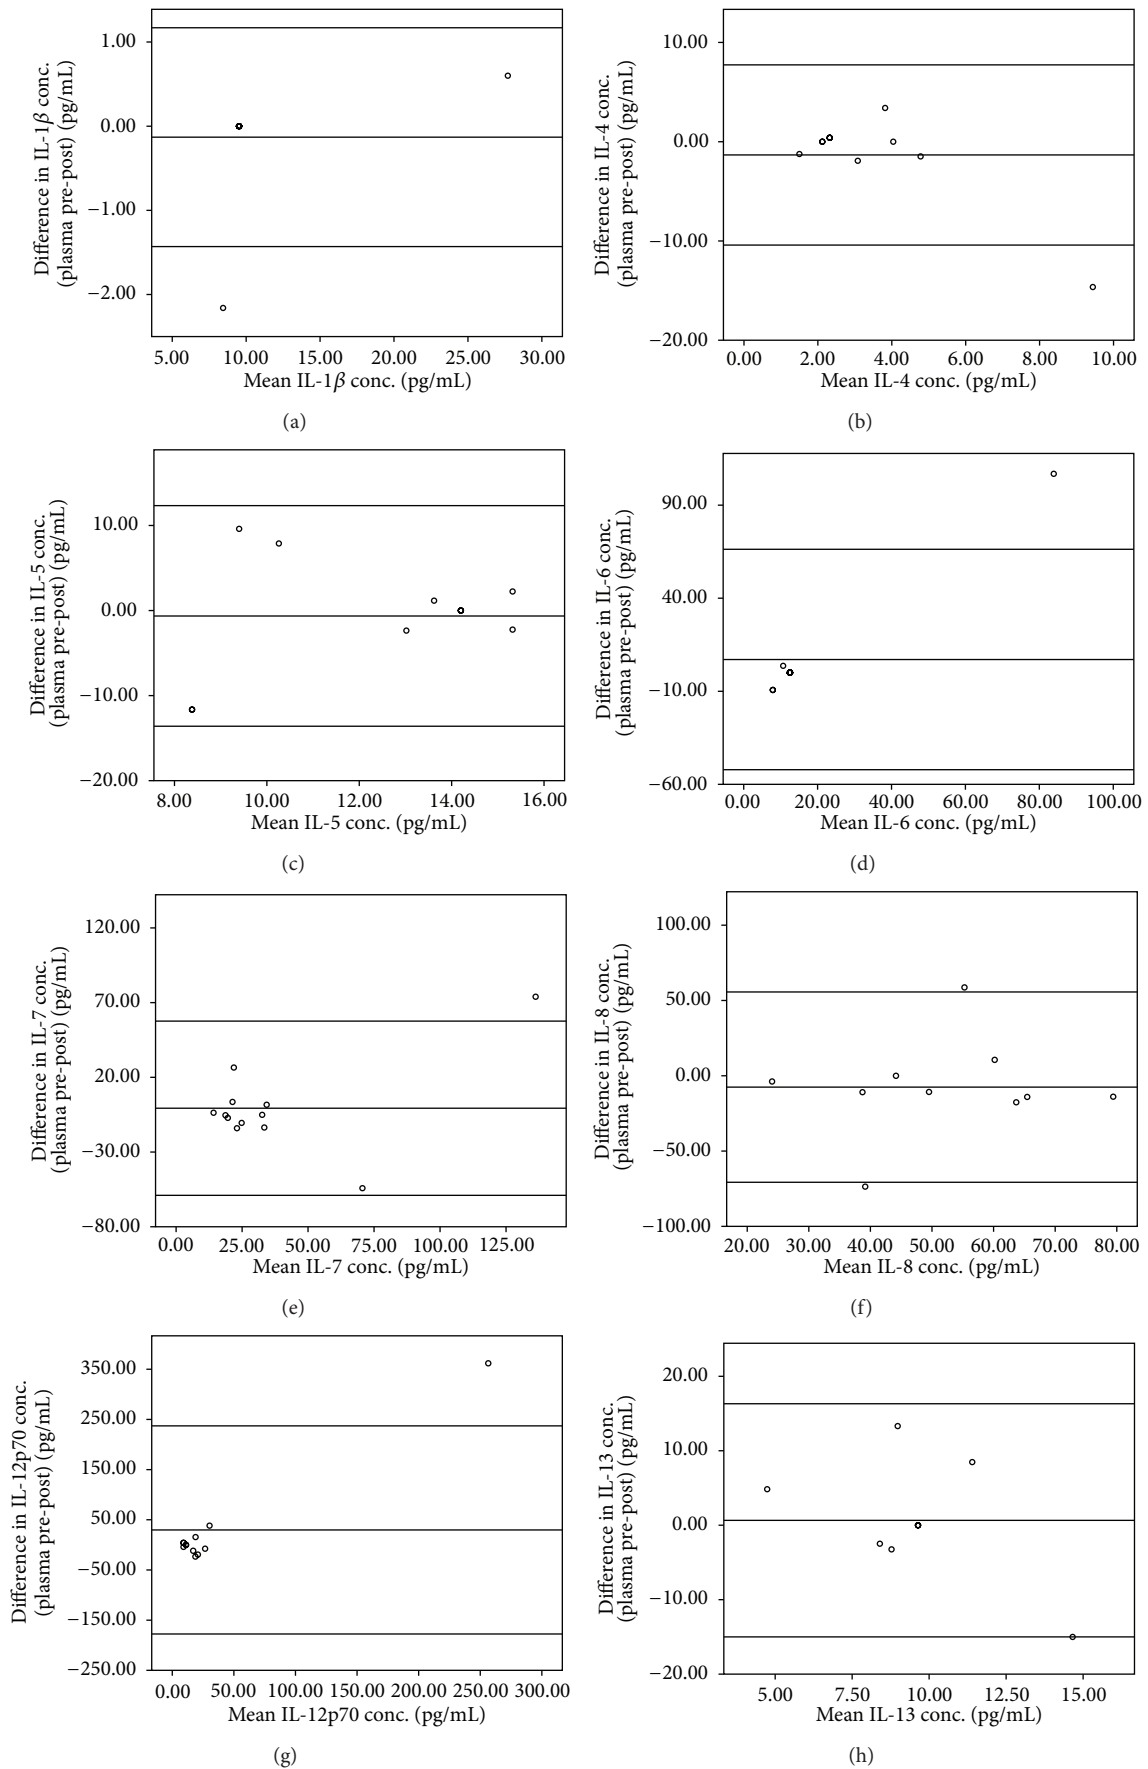 Difference in IL-1β conc.
(plasma pre-post) (pg/mL)
1.00
0.00
−1.00
−2.00
5.00 10.00 15.00 20.00 25.00 30.00
Mean IL-1β conc. (pg/mL)
(a)
Difference in IL-4 conc.
(plasma pre-post) (pg/mL)
10.00
0.00
−10.00
−20.00
0.00 2.00 4.00 6.00 8.00 10.00
Mean IL-4 conc. (pg/mL)
(b)
Difference in IL-5 conc.
(plasma pre-post) (pg/mL)
10.00
0.00
−10.00
−20.00
8.00 10.00 12.00 14.00 16.00
Mean IL-5 conc. (pg/mL)
(c)
Difference in IL-6 conc.
(plasma pre-post) (pg/mL)
90.00
40.00
−10.00
−60.00
0.00 20.00 40.00 60.00 80.00 100.00
Mean IL-6 conc. (pg/mL)
(d)
Difference in IL-7 conc.
(plasma pre-post) (pg/mL)
120.00
70.00
20.00
−30.00
−80.00
0.00 25.00 50.00 75.00 100.00 125.00
Mean IL-7 conc. (pg/mL)
(e)
Difference in IL-8 conc.
(plasma pre-post) (pg/mL)
100.00
50.00
0.00
−50.00
−100.00
20.00 30.00 40.00 50.00 60.00 70.00 80.00
Mean IL-8 conc. (pg/mL)
(f)
Difference in IL-12p70 conc.
(plasma pre-post) (pg/mL)
350.00
250.00
150.00
50.00
−50.00
−150.00
−250.00
0.00 50.00 100.00 150.00 200.00 250.00 300.00
Mean IL-12p70 conc. (pg/mL)
(g)
Difference in IL-13 conc.
(plasma pre-post) (pg/mL)
20.00
10.00
0.00
−10.00
−20.00
5.00 7.50 10.00 12.50 15.00
Mean IL-13 conc. (pg/mL)
(h)